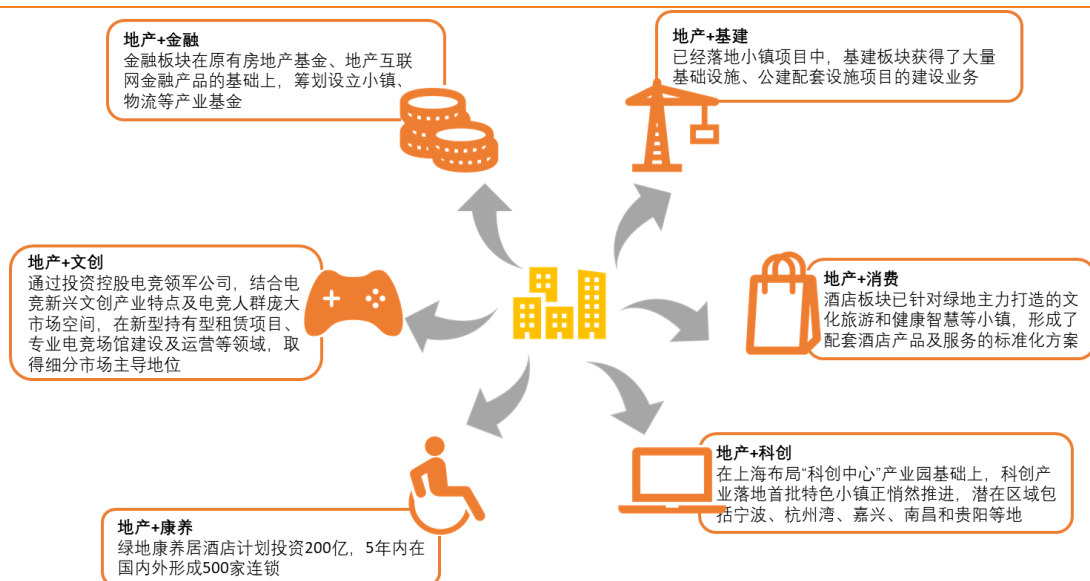 地产+金融
金融板块在原有房地产基金、地产互联
网金融产品的基础上，筹划设立小镇、
物流等产业基金
地产+基建
已经落地小镇项目中，基建板块获得了大量
基础设施、公建配套设施项目的建设业务
地产+文创
通过投资控股电竞领军公司，结合电
竞新兴文创产业特点及电竞人群庞大
市场空间，在新型持有型租赁项目、
专业电竞场馆建设及运营等领域，取
得细分市场主导地位
地产+消费
酒店板块已针对绿地主力打造的文
化旅游和健康智慧等小镇，形成了
配套酒店产品及服务的标准化方案
地产+康养
绿地康养居酒店计划投资200亿，5年内在
国内外形成500家连锁
地产+科创
在上海布局“科创中心”产业园基础上，科创产
业落地首批特色小镇正悄然推进，潜在区域包
括宁波、杭州湾、嘉兴、南昌和贵阳等地